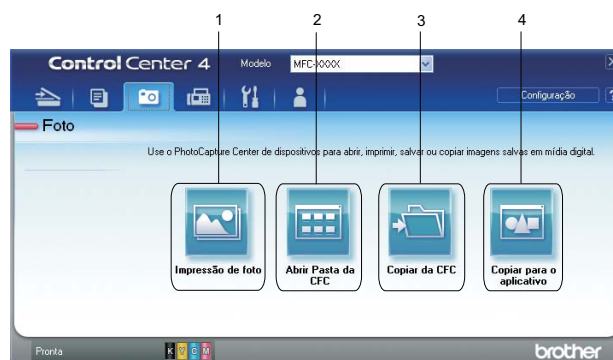 1 2 3 4
Control Center 4 Modelo MFC-XXXX
Configuração ?
Foto
Use o PhotoCapture Center de dispositivos para abrir, imprimir, salvar ou copiar imagens salvas em mídia digital.
Impressão de foto
Abrir Pasta da
CFC
Copiar da CFC
Copiar para o
aplicativo
Pronta K Y C M brother